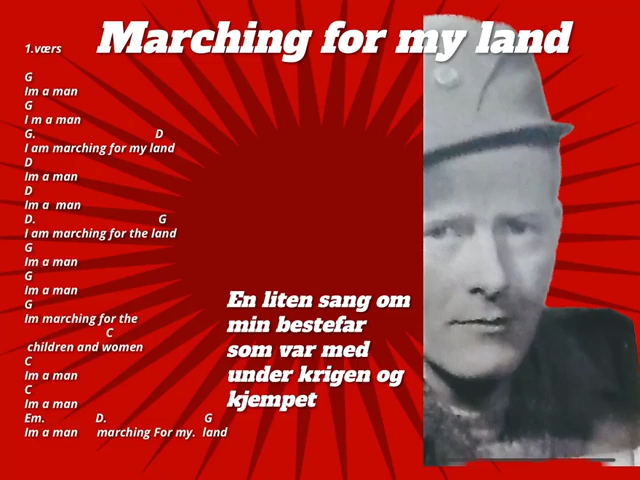 Marching for my land
1.værs
G
Im a man
G
I m a man
G. D
I am marching for my land
D
Im a man
D
Im a man
D. G
I am marching for the land
G
Im a man
G
Im a man
G
Im marching for the
C
children and women
C
Im a man
C
Im a man
Em. D. G
Im a man marching For my. land
En liten sang om
min bestefar
som var med
under krigen og
kjempet